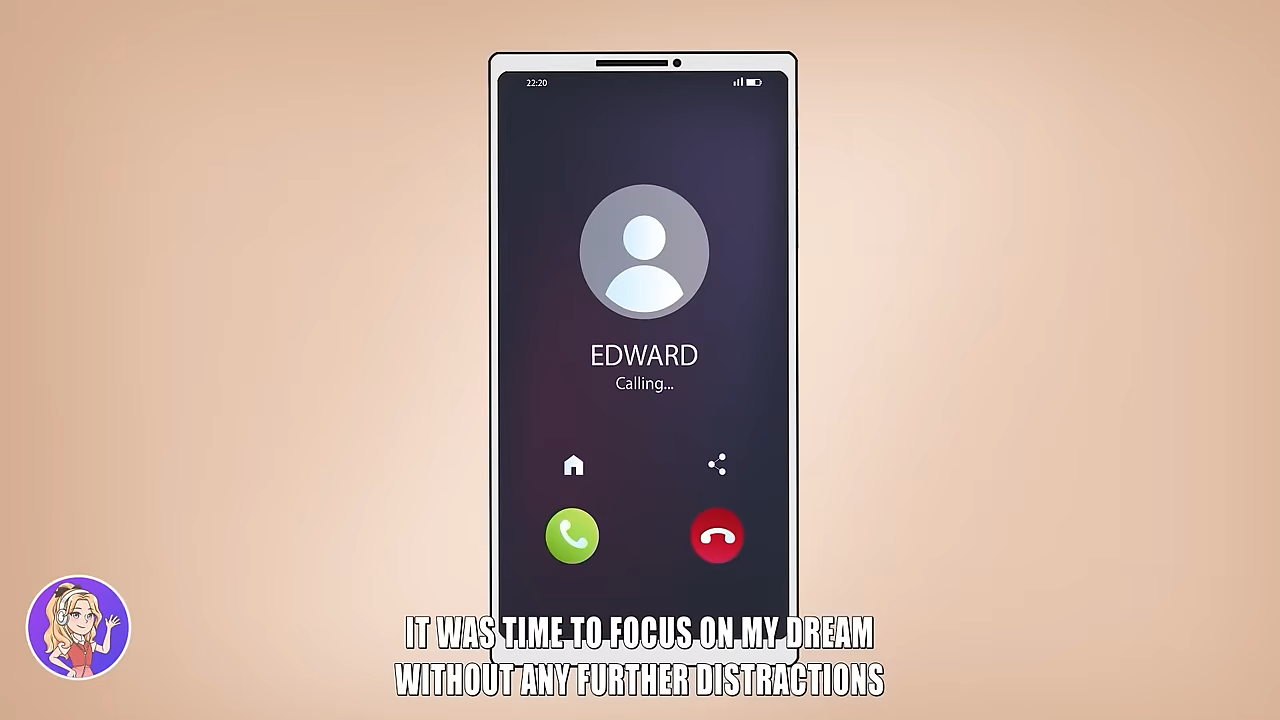 22:20
EDWARD
Calling...
IT WAS TIME TO FOCUS ON MY DREAM
WITHOUT ANY FURTHER DISTRACTIONS